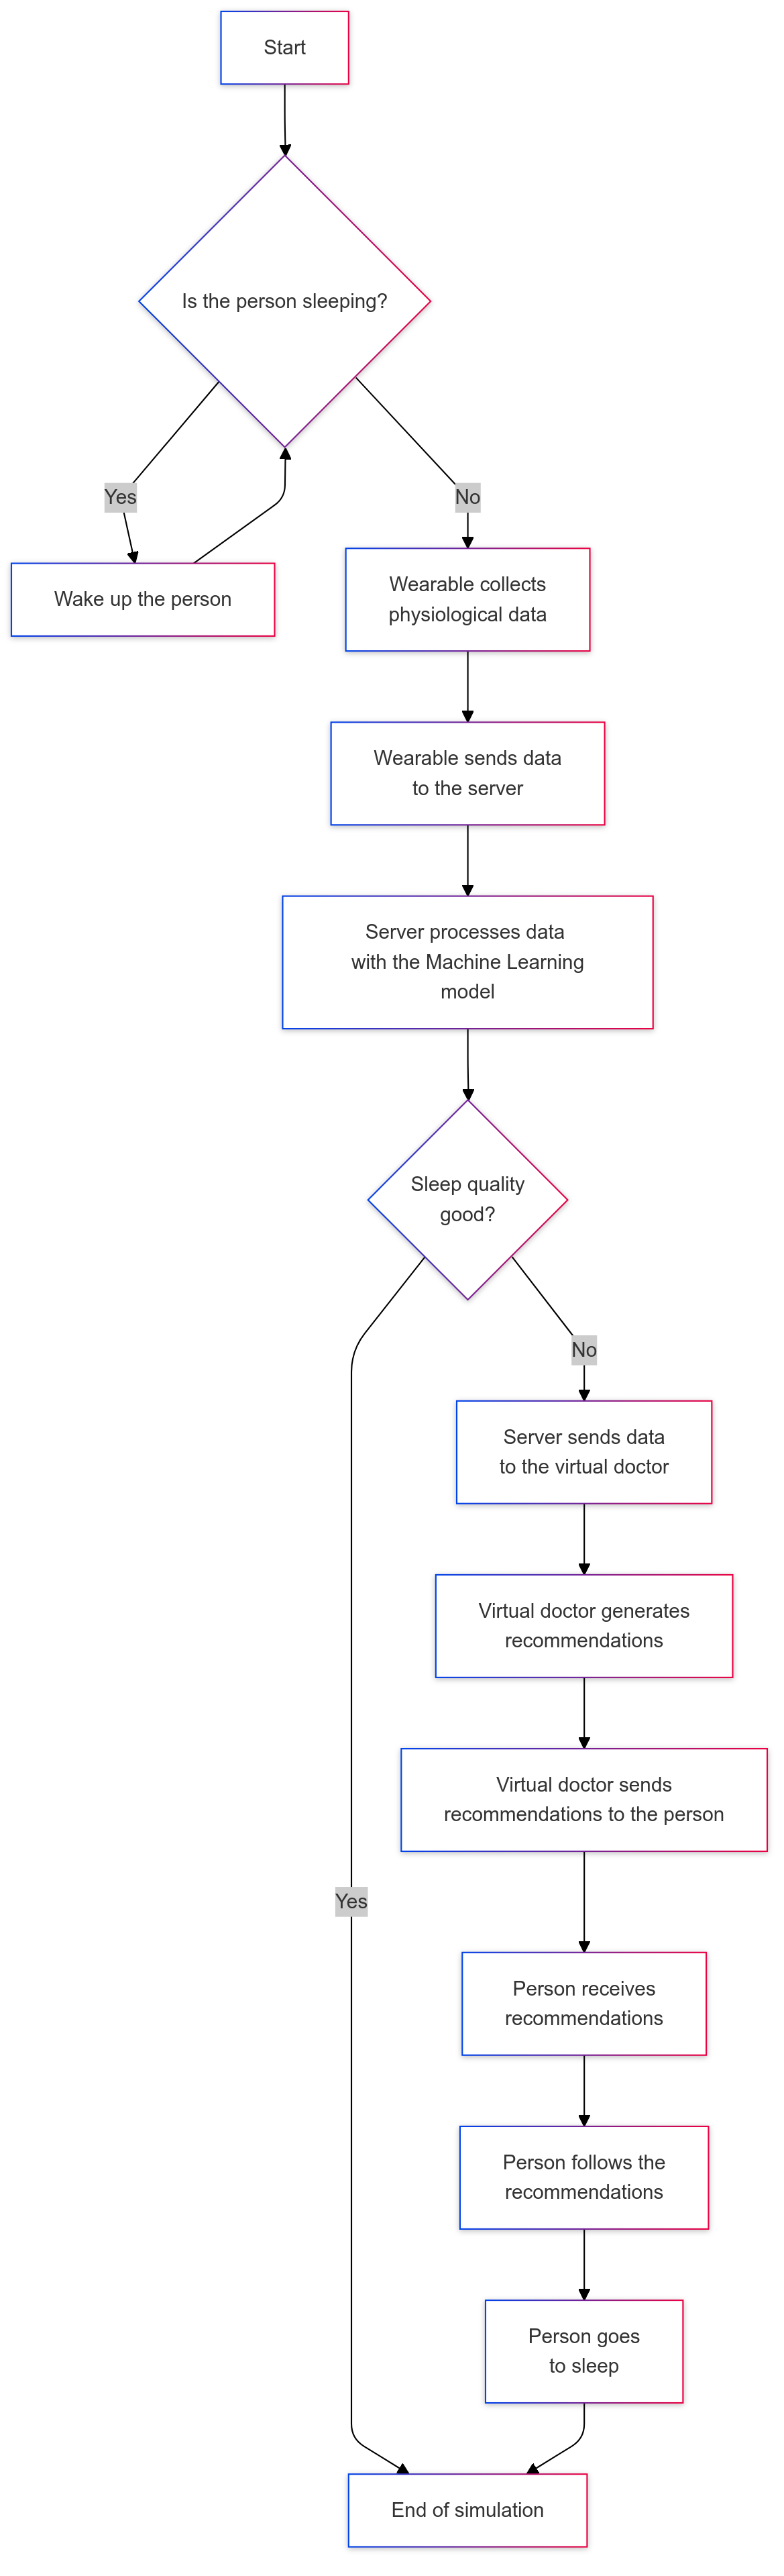 Start
Is the person sleeping?
Yes
No
Wake up the person
Wearable collects
physiological data
Wearable sends data
to the server
Server processes data
with the Machine Learning
model
Sleep quality
good?
No
Server sends data
to the virtual doctor
Virtual doctor generates
recommendations
Virtual doctor sends
recommendations to the person
Yes
Person receives
recommendations
Person follows the
recommendations
Person goes
to sleep
End of simulation